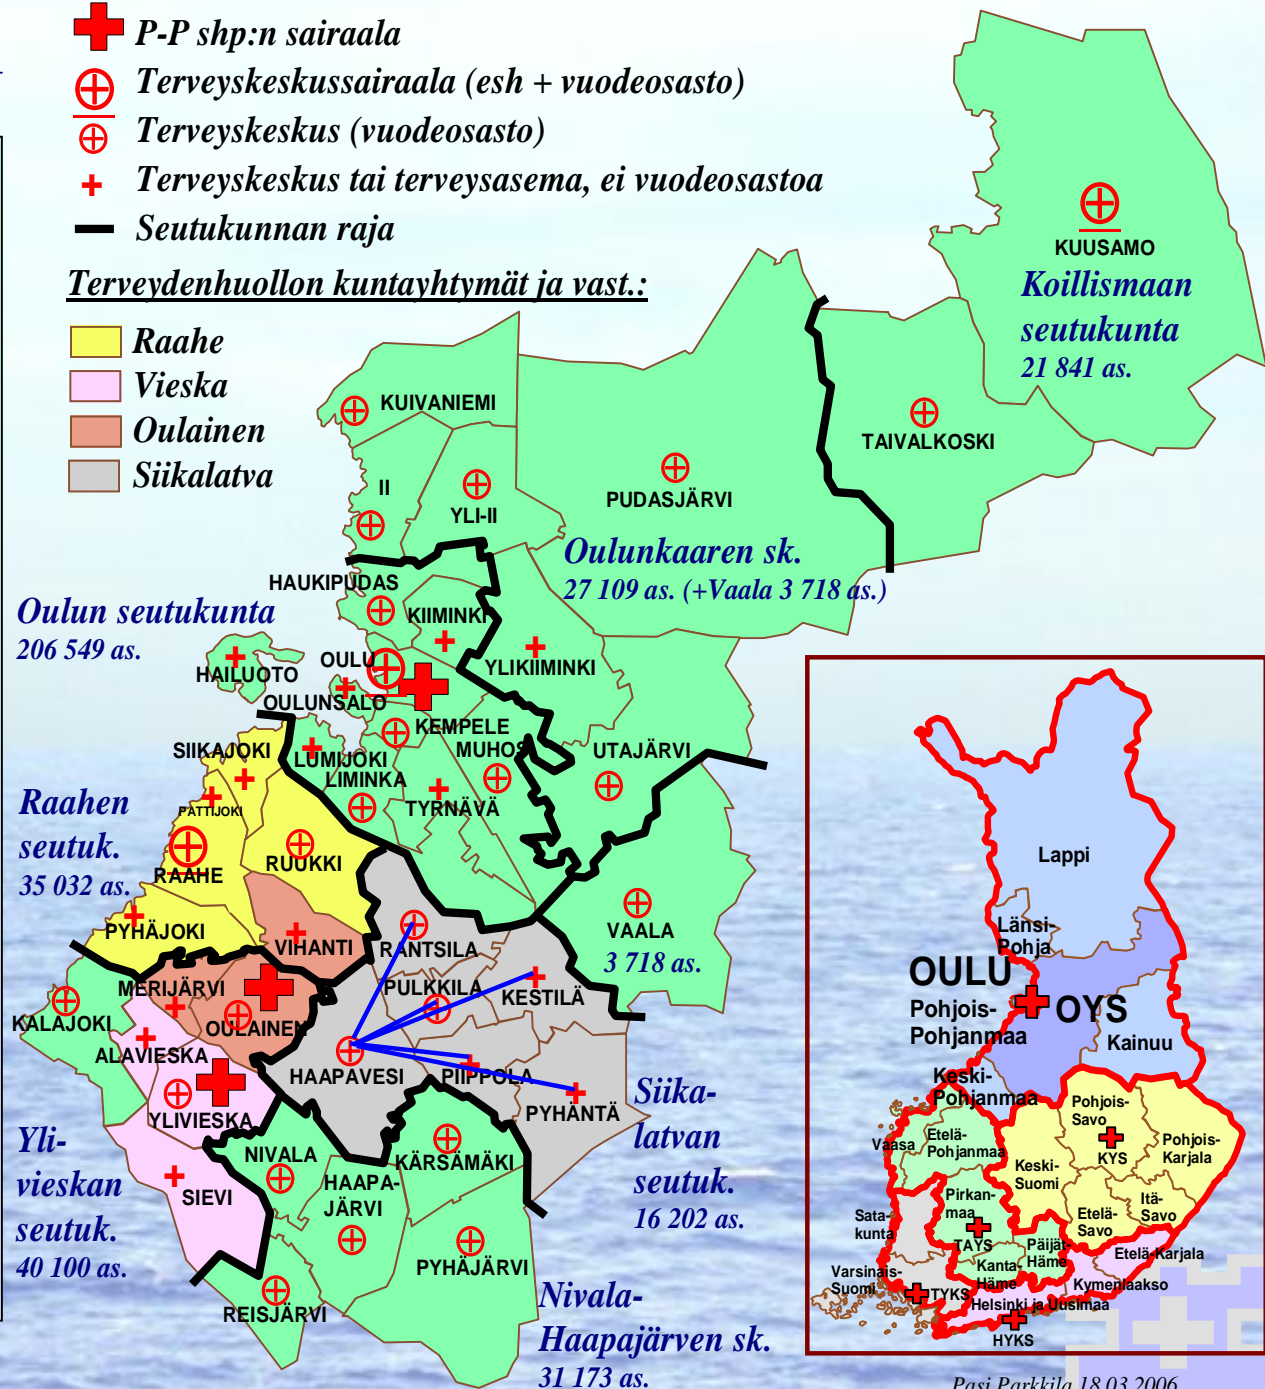 P-P shp:n sairaala
Terveyskeskussairaala (esh + vuodeosasto)
Terveyskeskus (vuodeosasto)
Terveyskeskus tai terveysasema, ei vuodeosastoa
Seutukunnan raja
Terveydenhuollon kuntayhtymät ja vast.:
Raahe
Vieska
Oulainen
Siikalatva
KUUSAMO
Koillismaan
seutukunta
21 841 as.
KUIVANIEMI
TAIVALKOSKI
II
YLI-II
PUDASJÄRVI
Oulunkaaren sk.
27 109 as. (+Vaala 3 718 as.)
HAUKIPUDAS
KIIMINKI
Oulun seutukunta
206 549 as.
HAILUOTO
OULU
YLIKIIMINKI
OULUNSALO
KEMPELE
MUHOS
UTAJÄRVI
SIIKAJOKI
LUMIJOKI
LIMINKA
TYRNÄVÄ
Raahen
seutuk.
35 032 as.
PATTIJOKI
RUUKKI
RAAHE
PYHÄJOKI
VIHANTI
RANTSILA
VAALA
3 718 as.
MERIJÄRVI
PULKKILA
KESTILÄ
KALAJOKI
OULAINEN
ALAVIESKA
HAAPAVESI
PIIPPOLA
PYHÄNTÄ
YLIVIESKA
Siika-
latvan
seutuk.
16 202 as.
Yli-
vieskan
seutuk.
40 100 as.
NIVALA
KÄRSÄMÄKI
SIEVI
HAAPA-
JÄRVI
PYHÄJÄRVI
REISJÄRVI
Nivala-
Haapajärven sk.
31 173 as.
Lappi
Länsi-
Pohja
OULU
OYS
Pohjois-
Pohjanmaa
Kainuu
Keski-
Pohjanmaa
Pohjois-
Savo
Vaasa
Etelä-
Pohjanmaa
KYS
Pohjois-
Karjala
Keski-
Suomi
Pirkan-
maa
Itä-
Savo
Etelä-
Savo
Sata-
kunta
TAYS
Päijät-
Häme
Etelä-Karjala
Kanta-
Häme
Varsinais-
Suomi
Kymenlaakso
TYKS
Helsinki ja Uusimaa
HYKS
Pasi Parkkila 18.03.2006